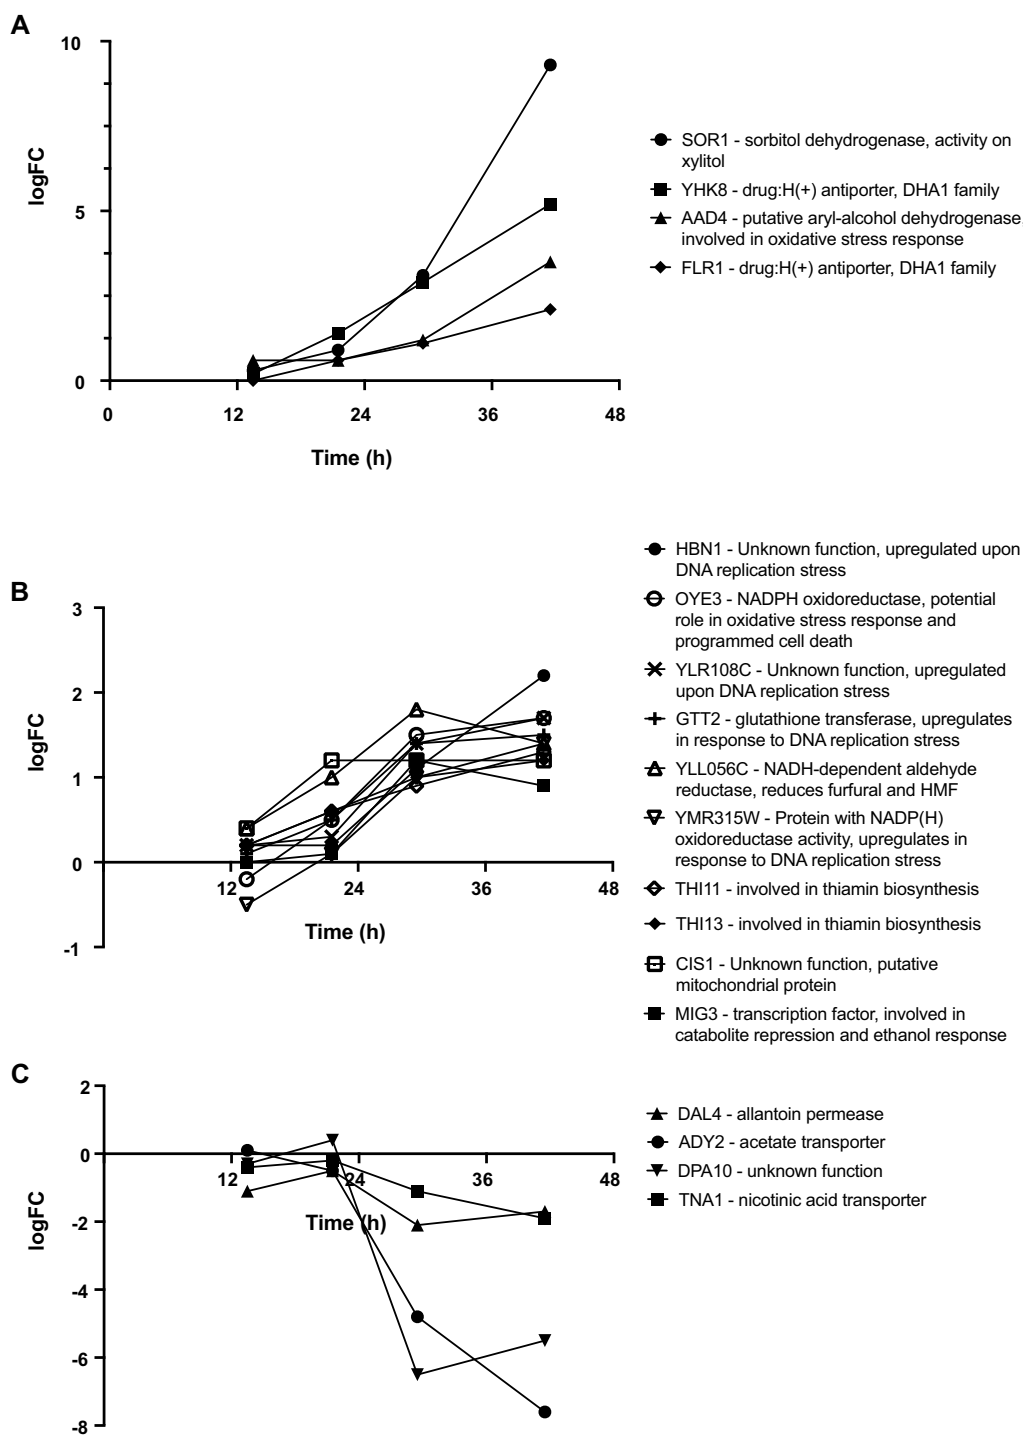 A
10
5
0
logFC
0 12 24 36 48
Time (h)
SOR1 - sorbitol dehydrogenase, activity on
xylitol
YHK8 - drug:H(+) antiporter, DHA1 family
AAD4 - putative aryl-alcohol dehydrogenase
involved in oxidative stress response
FLR1 - drug:H(+) antiporter, DHA1 family
B
3
2
1
0
-1
logFC
12 24 36 48
Time (h)
HBN1 - Unknown function, upregulated upon
DNA replication stress
OYE3 - NADPH oxidoreductase, potential
role in oxidative stress response and
programmed cell death
YLR108C - Unknown function, upregulated
upon DNA replication stress
GTT2 - glutathione transferase, upregulates
in response to DNA replication stress
YLL056C - NADH-dependent aldehyde
reductase, reduces furfural and HMF
YMR315W - Protein with NADP(H)
oxidoreductase activity, upregulates in
response to DNA replication stress
THI11 - involved in thiamin biosynthesis
THI13 - involved in thiamin biosynthesis
CIS1 - Unknown function, putative
mitochondrial protein
MIG3 - transcription factor, involved in
catabolite repression and ethanol response
C
2
0
-2
-4
-6
-8
logFC
12 24 36 48
Time (h)
DAL4 - allantoin permease
ADY2 - acetate transporter
DPA10 - unknown function
TNA1 - nicotinic acid transporter